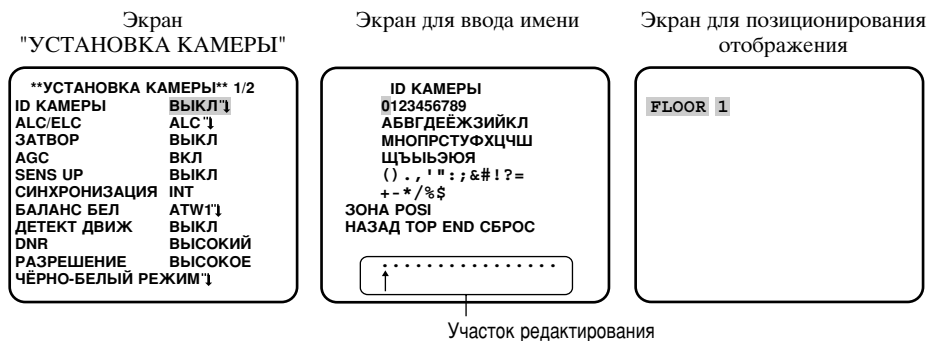 Экран
"УСТАНОВКА КАМЕРЫ"
**УСТАНОВКА КАМЕРЫ** 1/2
ID КАМЕРЫ ВЫКЛ
ALC/ELC ALC
ЗАТВОР ВЫКЛ
AGC ВКЛ
SENS UP ВЫКЛ
СИНХРОНИЗАЦИЯ INT
БАЛАНС БЕЛ ATW1
ДЕТЕКТ ДВИЖ ВЫКЛ
DNR ВЫСОКИЙ
РАЗРЕШЕНИЕ ВЫСОКОЕ
ЧЁРНО-БЕЛЫЙ РЕЖИМ
Экран для ввода имени
ID КАМЕРЫ
0123456789
АБВГДЕЁЖЗИЙКЛ
МНОПРСТУФХЦЧШ
ЩЪЫЬЭЮЯ
().,'":;&#!?=
+-*/%$
ЗОНА POSI
НАЗАД TOP END СБРОС
................
Участок редактирования
Экран для позиционирования
отображения
FLOOR 1